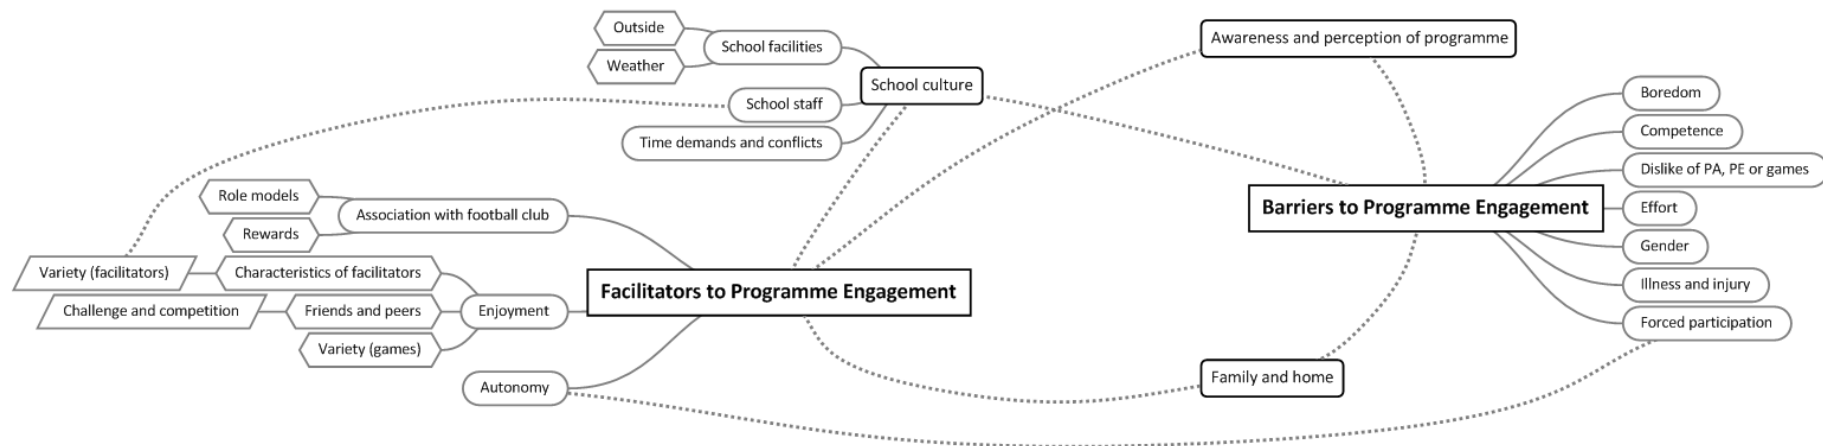 Outside
School facilities
Weather
School culture
School staff
Time demands and conflicts
Awareness and perception of programme
Role models
Association with football club
Rewards
Variety (facilitators)
Characteristics of facilitators
Challenge and competition
Friends and peers
Enjoyment
Variety (games)
Autonomy
Facilitators to Programme Engagement
Barriers to Programme Engagement
Boredom
Competence
Dislike of PA, PE or games
Effort
Gender
Illness and injury
Forced participation
Family and home